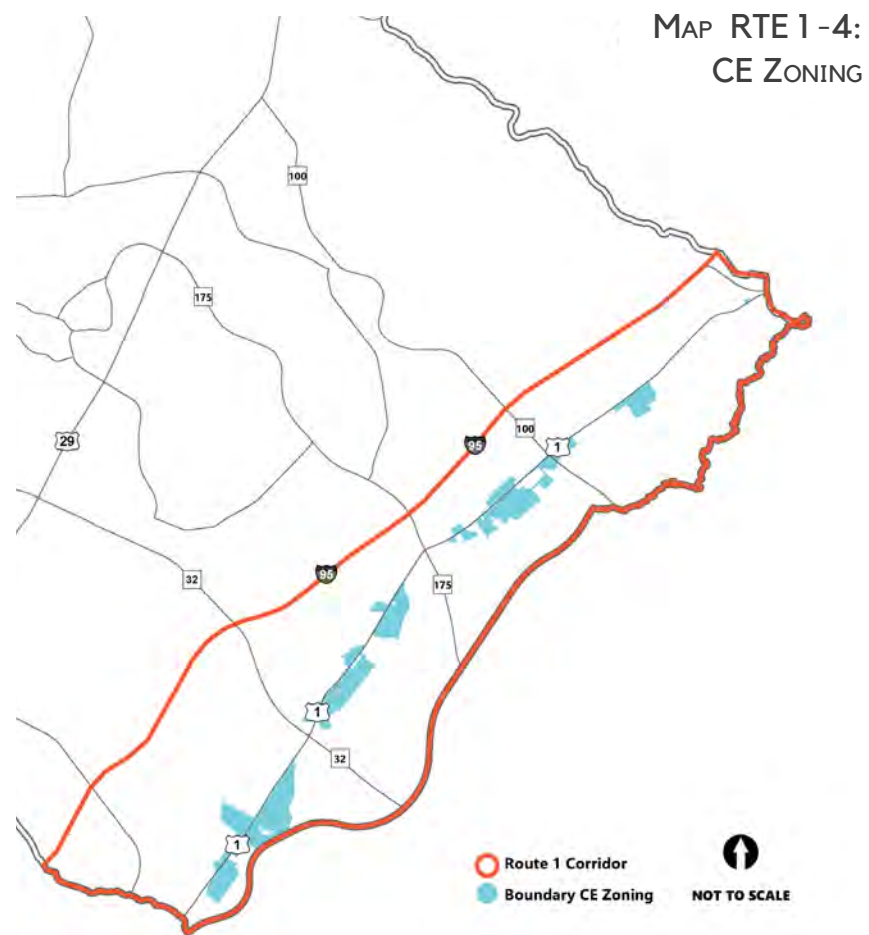 MAP RTE 1-4:
CE ZONING
100
175
29
100
1
95
95
32
175
1
32
1
Route 1 Corridor
Boundary CE Zoning
NOT TO SCALE